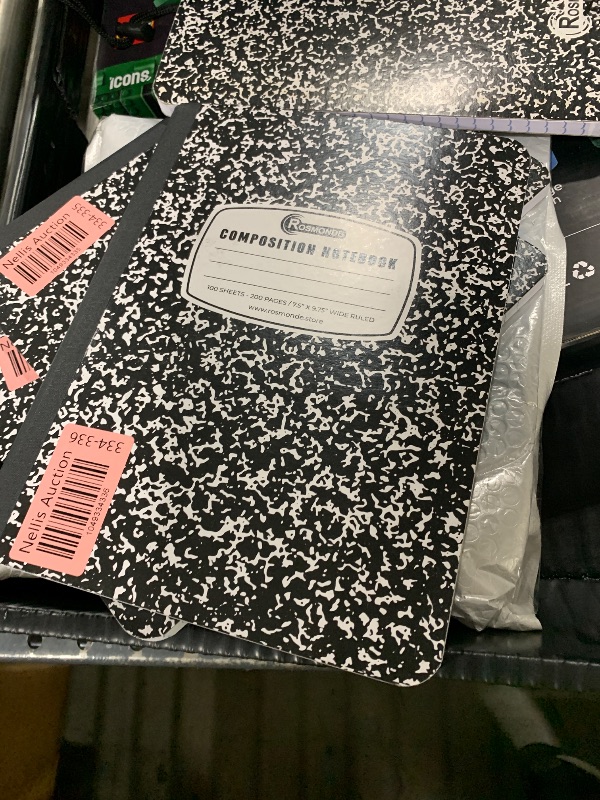 icons.
ROSMONDE
COMPOSITION NOTEBOOK
100 SHEETS - 200 PAGES / 7.5" X 9.75" WIDE RULED
www.rosmonde.store
Nellis Auction
334-335
Nellis Auction
334-336